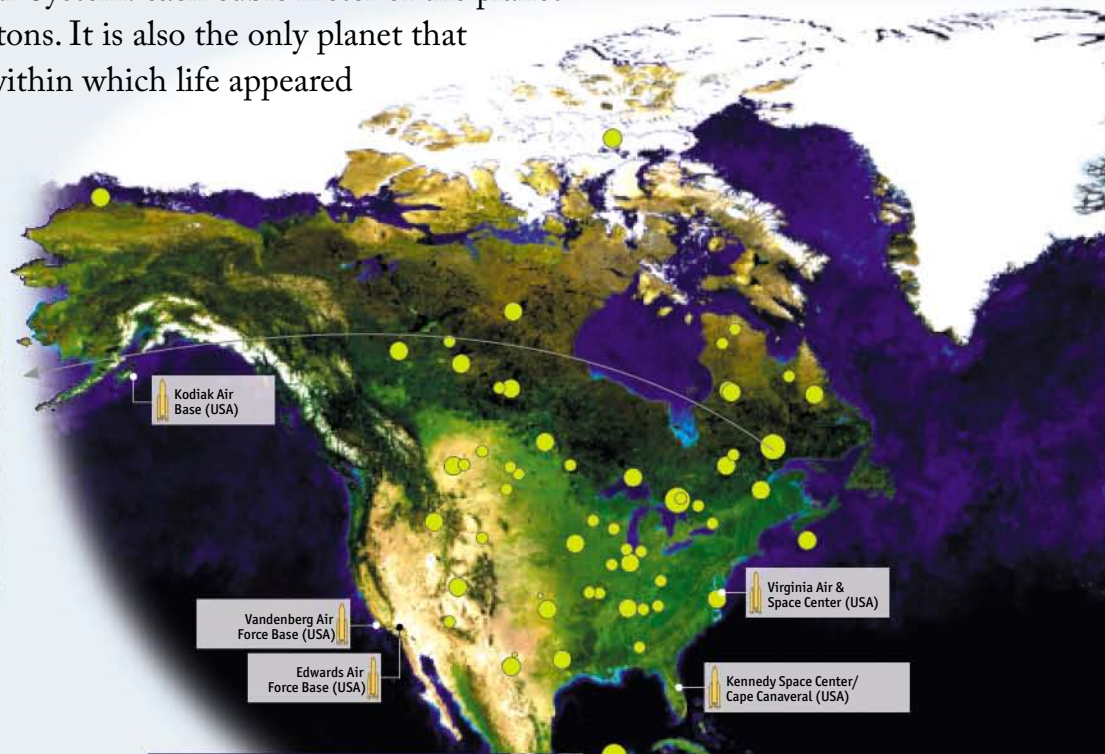 tons. It is also the only planet that
within which life appeared
Kodiak Air
Base (USA)
Vandenberg Air
Force Base (USA)
Edwards Air
Force Base (USA)
Virginia Air &
Space Center (USA)
Kennedy Space Center/
Cape Canaveral (USA)